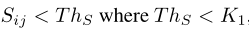 $S_{ij} < Th_S$ where $Th_S < K_1$,